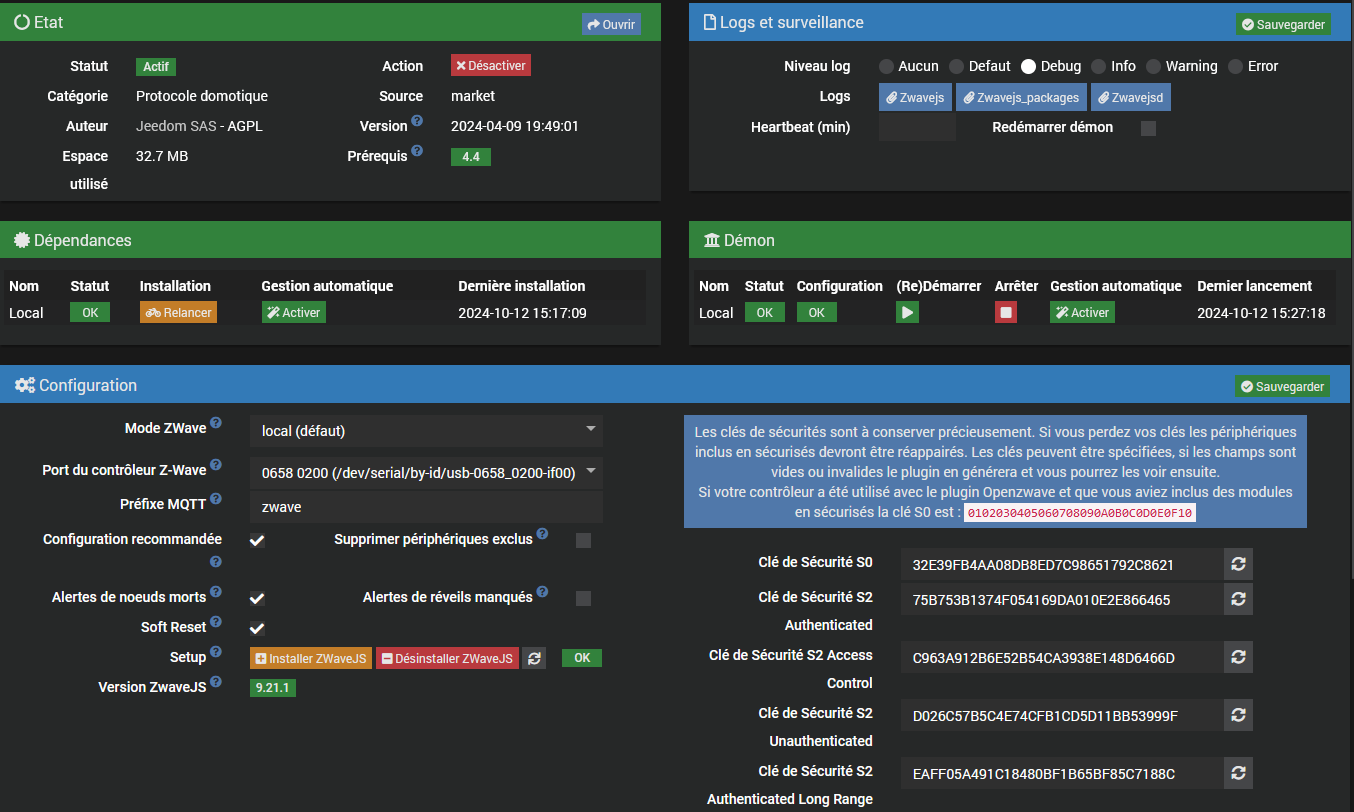 Etat
Ouvrir
Statut Actif Action Désactiver
Catégorie Protocole domotique Source market
Auteur Jeedom SAS - AGPL Version 2024-04-09 19:49:01
Espace utilisé 32.7 MB Prérequis 4.4
Logs et surveillance
Sauvegarder
Niveau log Aucun Defaut Debug Info Warning Error
Logs Zwavejs Zwavejs_packages Zwavejsd
Heartbeat (min) Redémarrer démon
Dépendances
Nom Statut Installation Gestion automatique Dernière installation
Local OK Relancer Activer 2024-10-12 15:17:09
Démon
Nom Statut Configuration (Re)Démarrer Arrêter Gestion automatique Dernier lancement
Local OK OK Activer 2024-10-12 15:27:18
Configuration
Sauvegarder
Mode ZWave local (défaut)
Port du contrôleur Z-Wave 0658 0200 (/dev/serial/by-id/usb-0658_0200-if00)
Préfixe MQTT zwave
Configuration recommandée Supprimer périphériques exclus
Alertes de noeuds morts Alertes de réveils manqués
Soft Reset
Setup Installer ZWaveJS Désinstaller ZWaveJS OK
Version ZwaveJS 9.21.1
Les clés de sécurités sont à conserver précieusement. Si vous perdez vos clés les périphériques
inclus en sécurisés devront être réappairés. Les clés peuvent être spécifiées, si les champs sont
vides ou invalides le plugin en générera et vous pourrez les voir ensuite.
Si votre contrôleur a été utilisé avec le plugin Openzwave et que vous aviez inclus des modules
en sécurisés la clé S0 est : 0102030405060708090A0B0C0D0E0F10
Clé de Sécurité S0 32E39FB4AA08DB8ED7C98651792C8621
Clé de Sécurité S2 Authenticated 75B753B1374F054169DA010E2E866465
Clé de Sécurité S2 Access Control C963A912B6E52B54CA3938E148D6466D
Clé de Sécurité S2 Unauthenticated D026C57B5C4E74CFB1CD5D11BB53999F
Clé de Sécurité S2 Authenticated Long Range EAFF05A491C18480BF1B65BF85C7188C